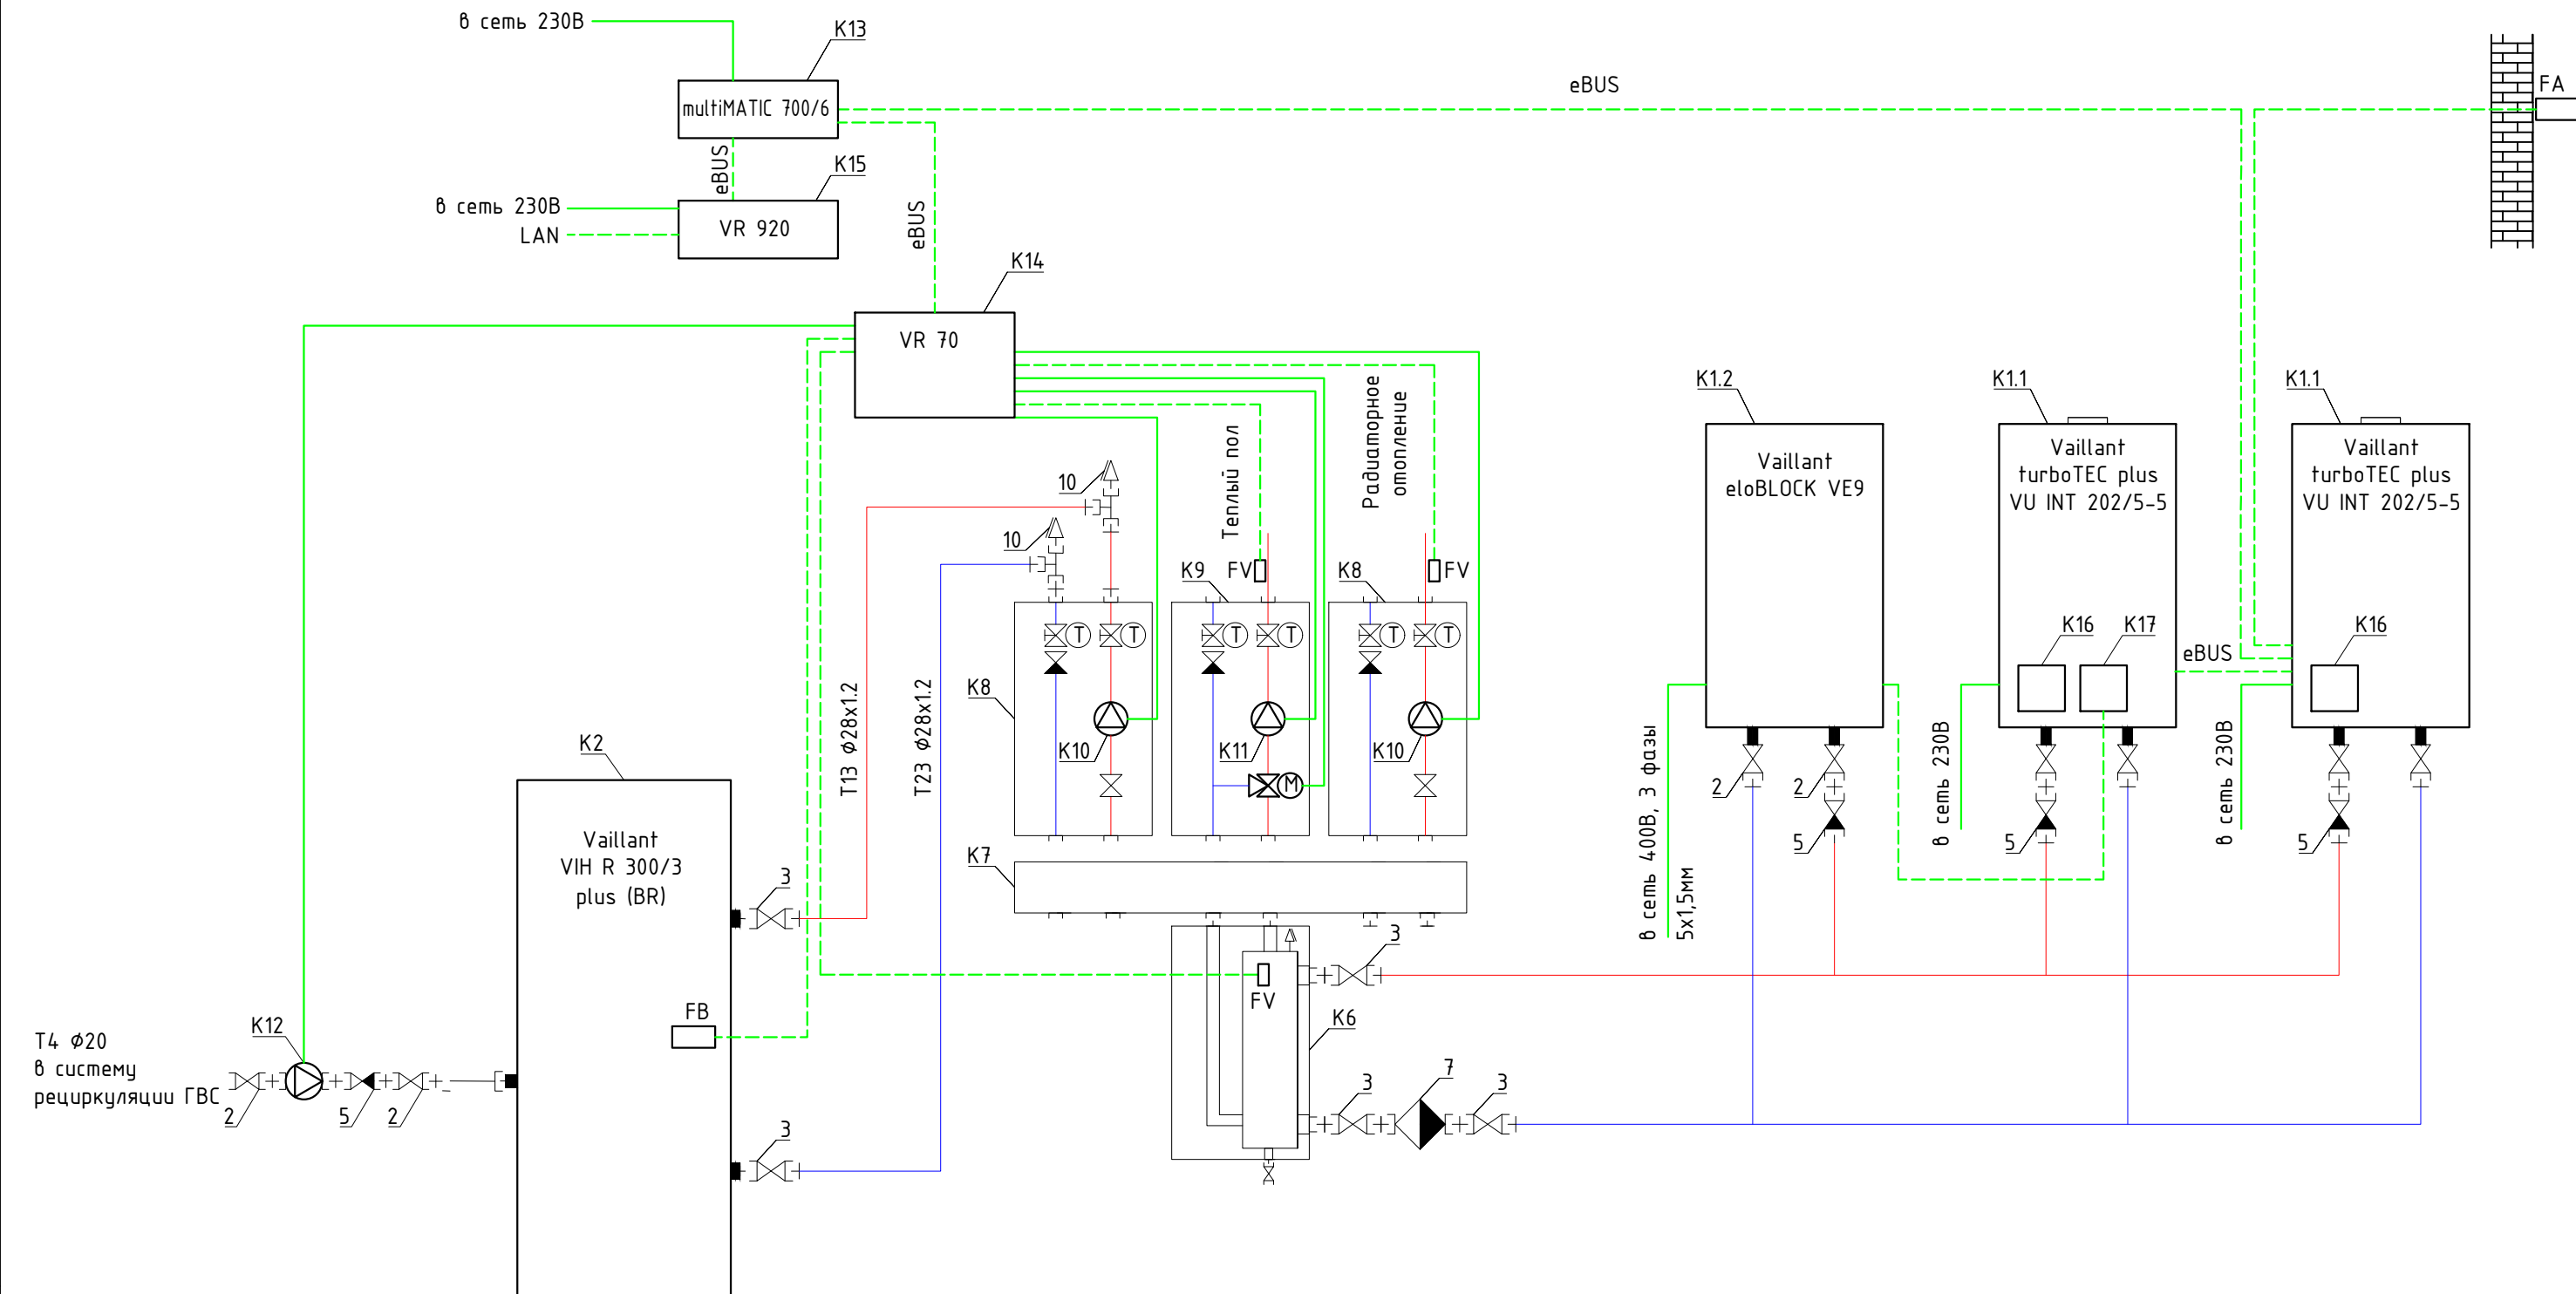 в сеть 230В
K13
multiMATIC 700/6
eBUS
FA
eBUS
K15
в сеть 230В
LAN
VR 920
eBUS
K14
VR 70
K1.2
Vaillant
eloBLOCK VE9
K1.1
Vaillant
turboTEC plus
VU INT 202/5-5
K1.1
Vaillant
turboTEC plus
VU INT 202/5-5
10
10
Теплый пол
Радиаторное
отопление
K9
FV
K8
FV
T
T
T
T
T
T
K16
K17
eBUS
K16
K8
K10
K11
K10
M
T13 ϕ28x1.2
T23 ϕ28x1.2
2
2
5
5
5
в сеть 400В, 3 фазы
5x1,5мм
в сеть 230В
в сеть 230В
K2
Vaillant
VIH R 300/3
plus (BR)
K7
3
3
FV
K6
FB
K12
T4 ϕ20
в систему
рециркуляции ГВС
2
5
2
3
7
3
3